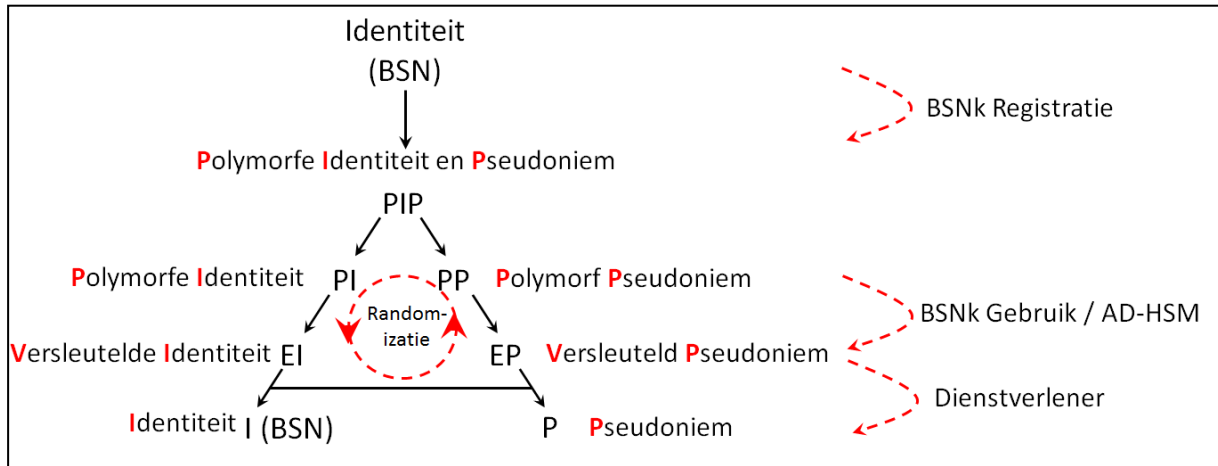 Identiteit
(BSN)
BSNk Registratie
Polymorfe Identiteit en Pseudoniem
PIP
Polymorfe Identiteit PI PP Polymorf Pseudoniem
Random-
izatie
BSNk Gebruik / AD-HSM
Versleutelde Identiteit EI EP Versleuteld Pseudoniem
Dienstverlener
Identiteit I (BSN) P Pseudoniem